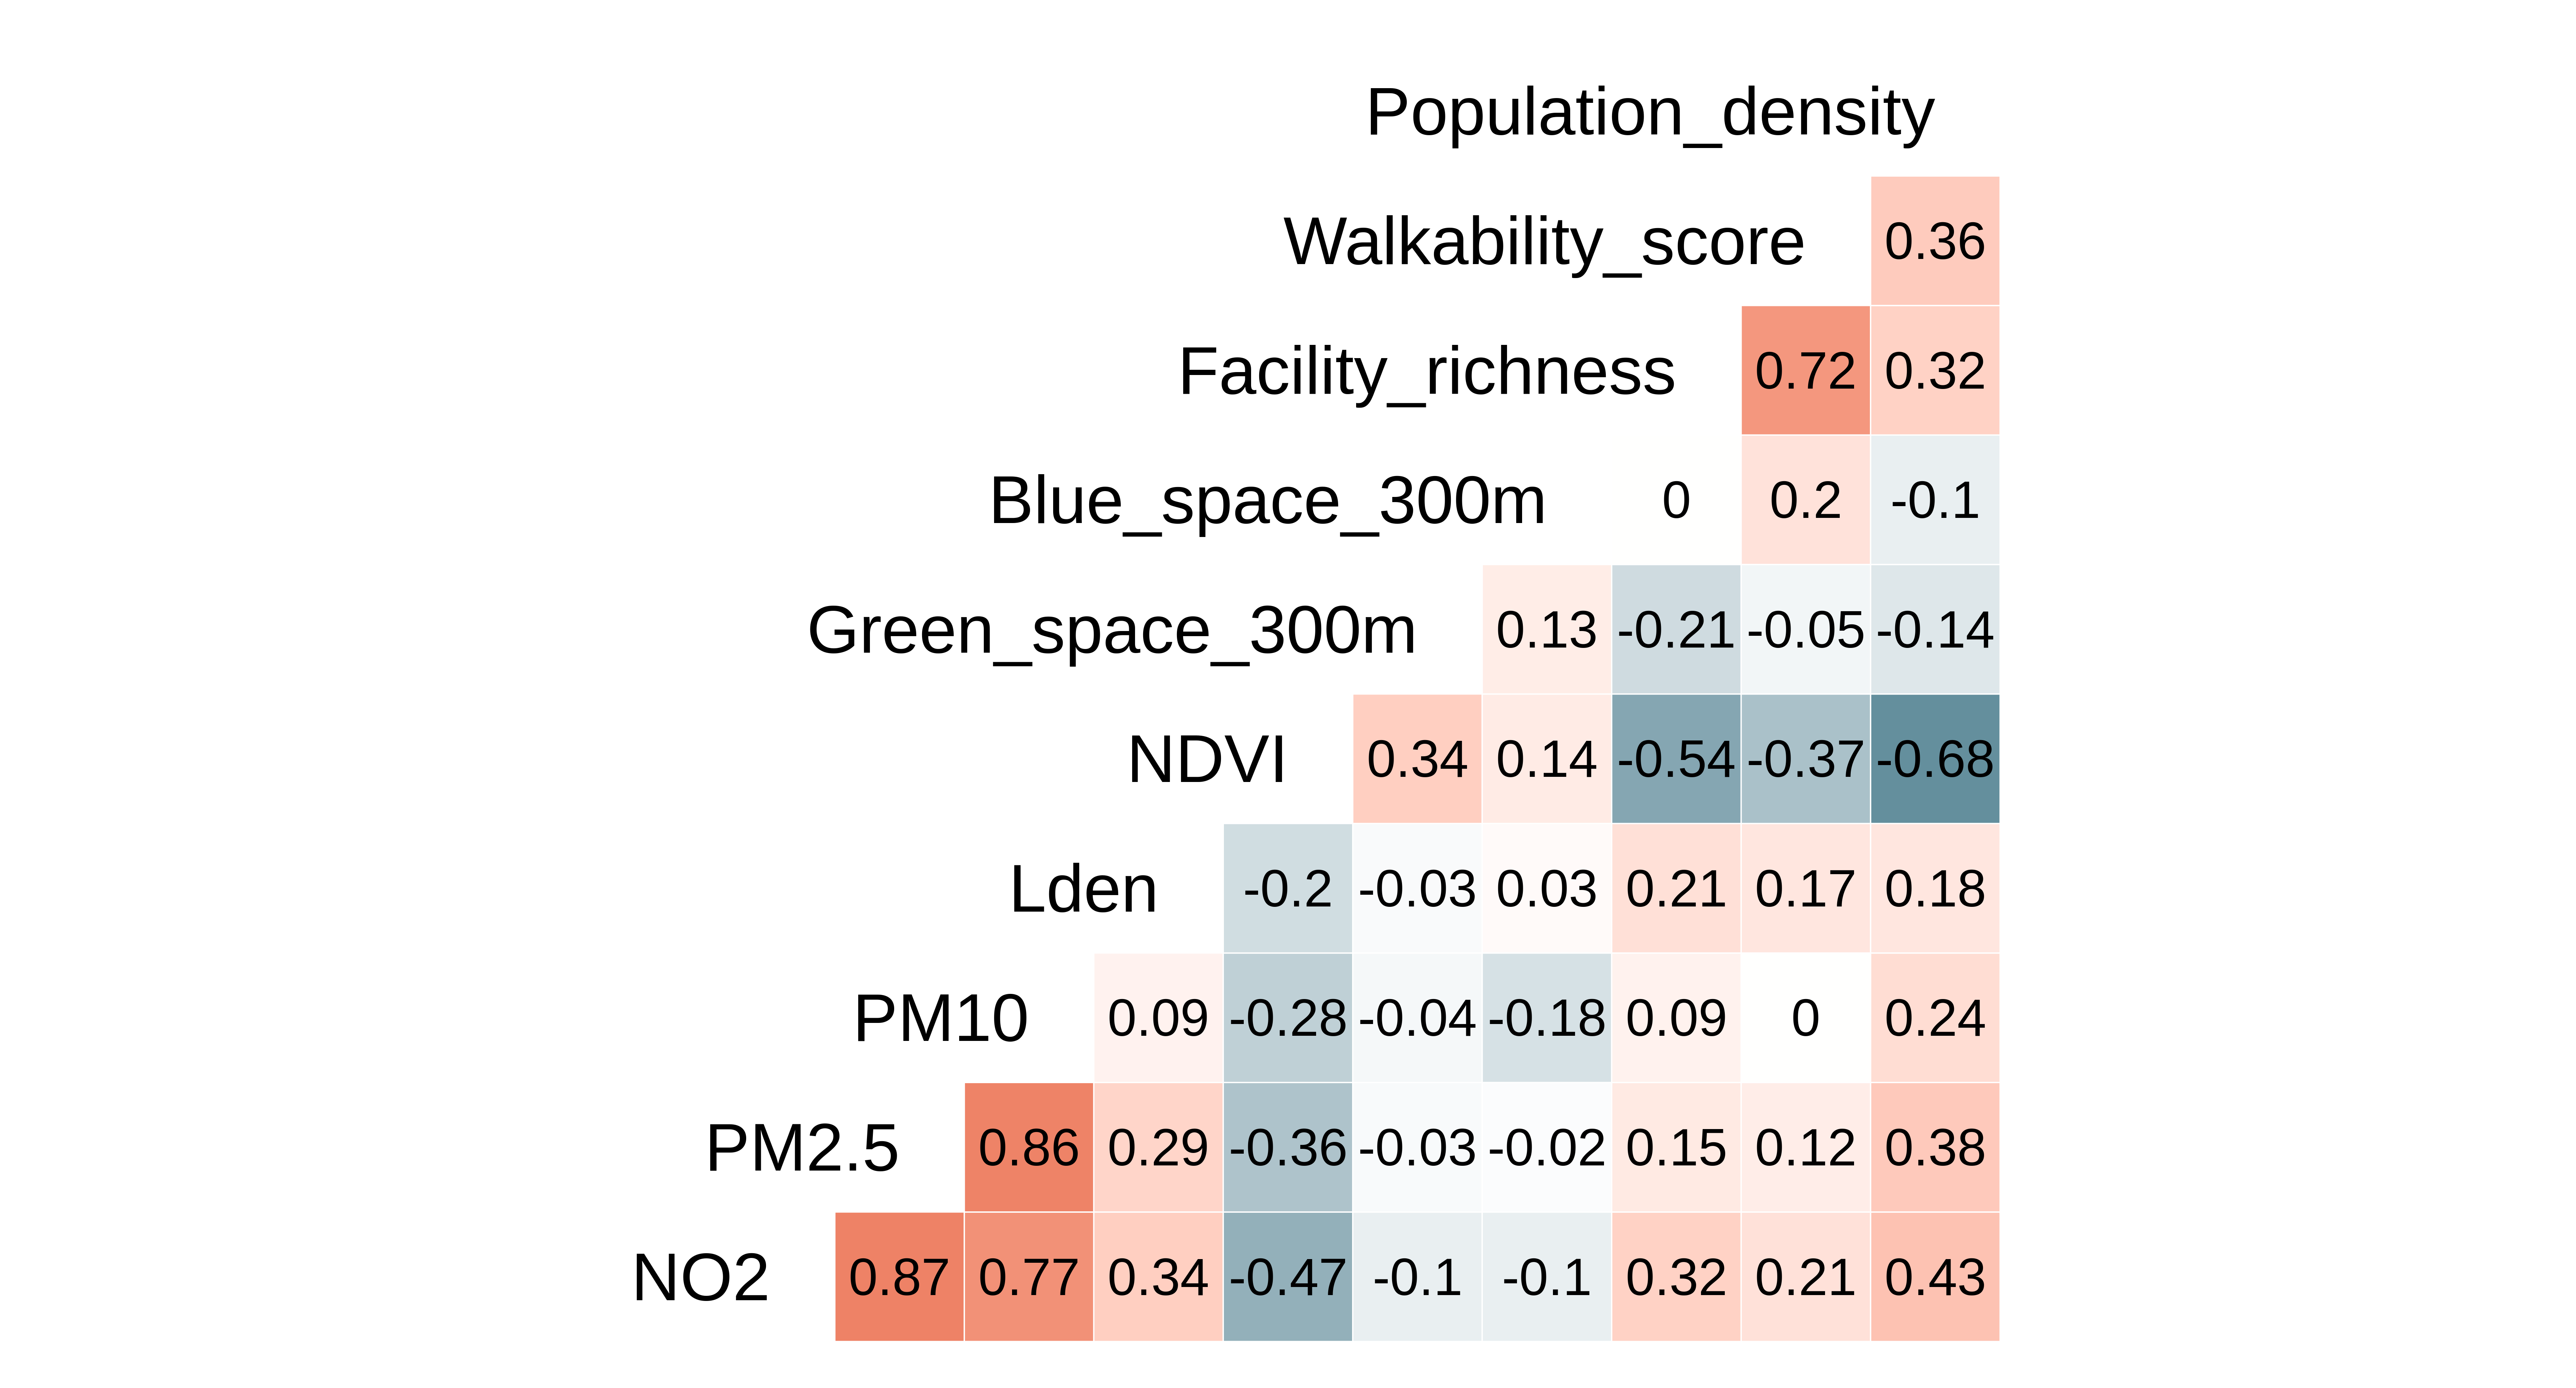 Population_density
Walkability_score 0.36
Facility_richness 0.72 0.32
Blue_space_300m 0 0.2 -0.1
Green_space_300m 0.13 -0.21 -0.05 -0.14
NDVI 0.34 0.14 -0.54 -0.37 -0.68
Lden -0.2 -0.03 0.03 0.21 0.17 0.18
PM10 0.09 -0.28 -0.04 -0.18 0.09 0 0.24
PM2.5 0.86 0.29 -0.36 -0.03 -0.02 0.15 0.12 0.38
NO2 0.87 0.77 0.34 -0.47 -0.1 -0.1 0.32 0.21 0.43